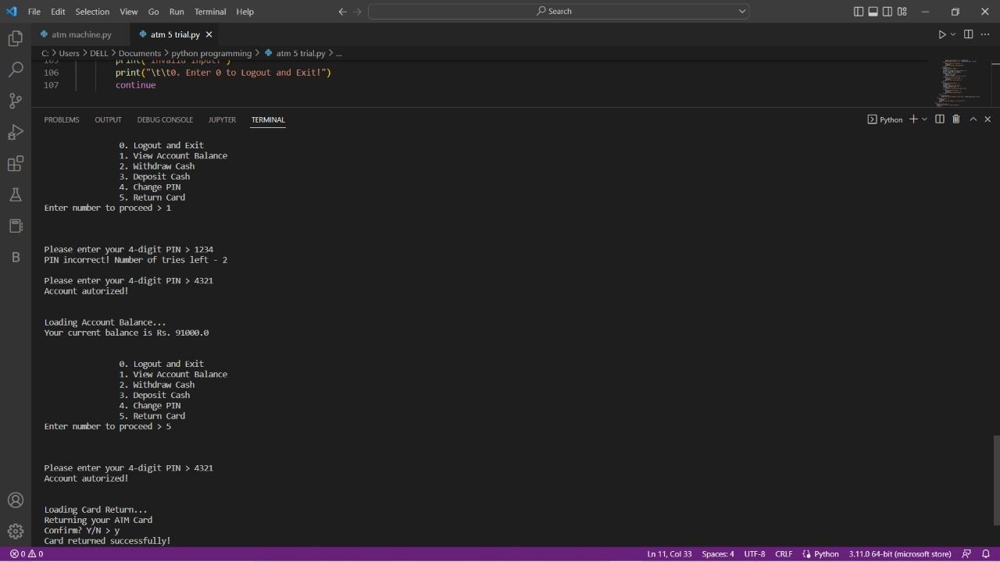 File Edit Selection View Go Run Terminal Help Search
atm machine.py atm 5 trial.py
C: > Users > DELL > Documents > python programming > atm 5 trial.py > ...
105 print("Invalid input!")
106 print("\t\t0. Enter 0 to Logout and Exit!")
107 continue
PROBLEMS OUTPUT DEBUG CONSOLE JUPYTER TERMINAL Python
0. Logout and Exit
1. View Account Balance
2. Withdraw Cash
3. Deposit Cash
4. Change PIN
5. Return Card
Enter number to proceed > 1
Please enter your 4-digit PIN > 1234
PIN incorrect! Number of tries left - 2
Please enter your 4-digit PIN > 4321
Account autorized!
Loading Account Balance...
Your current balance is Rs. 91000.0
0. Logout and Exit
1. View Account Balance
2. Withdraw Cash
3. Deposit Cash
4. Change PIN
5. Return Card
Enter number to proceed > 5
Please enter your 4-digit PIN > 4321
Account autorized!
Loading Card Return...
Returning your ATM Card
Confirm? Y/N > y
Card returned successfully!
0 0 Ln 11, Col 33 Spaces: 4 UTF-8 CRLF Python 3.11.0 64-bit (microsoft store)